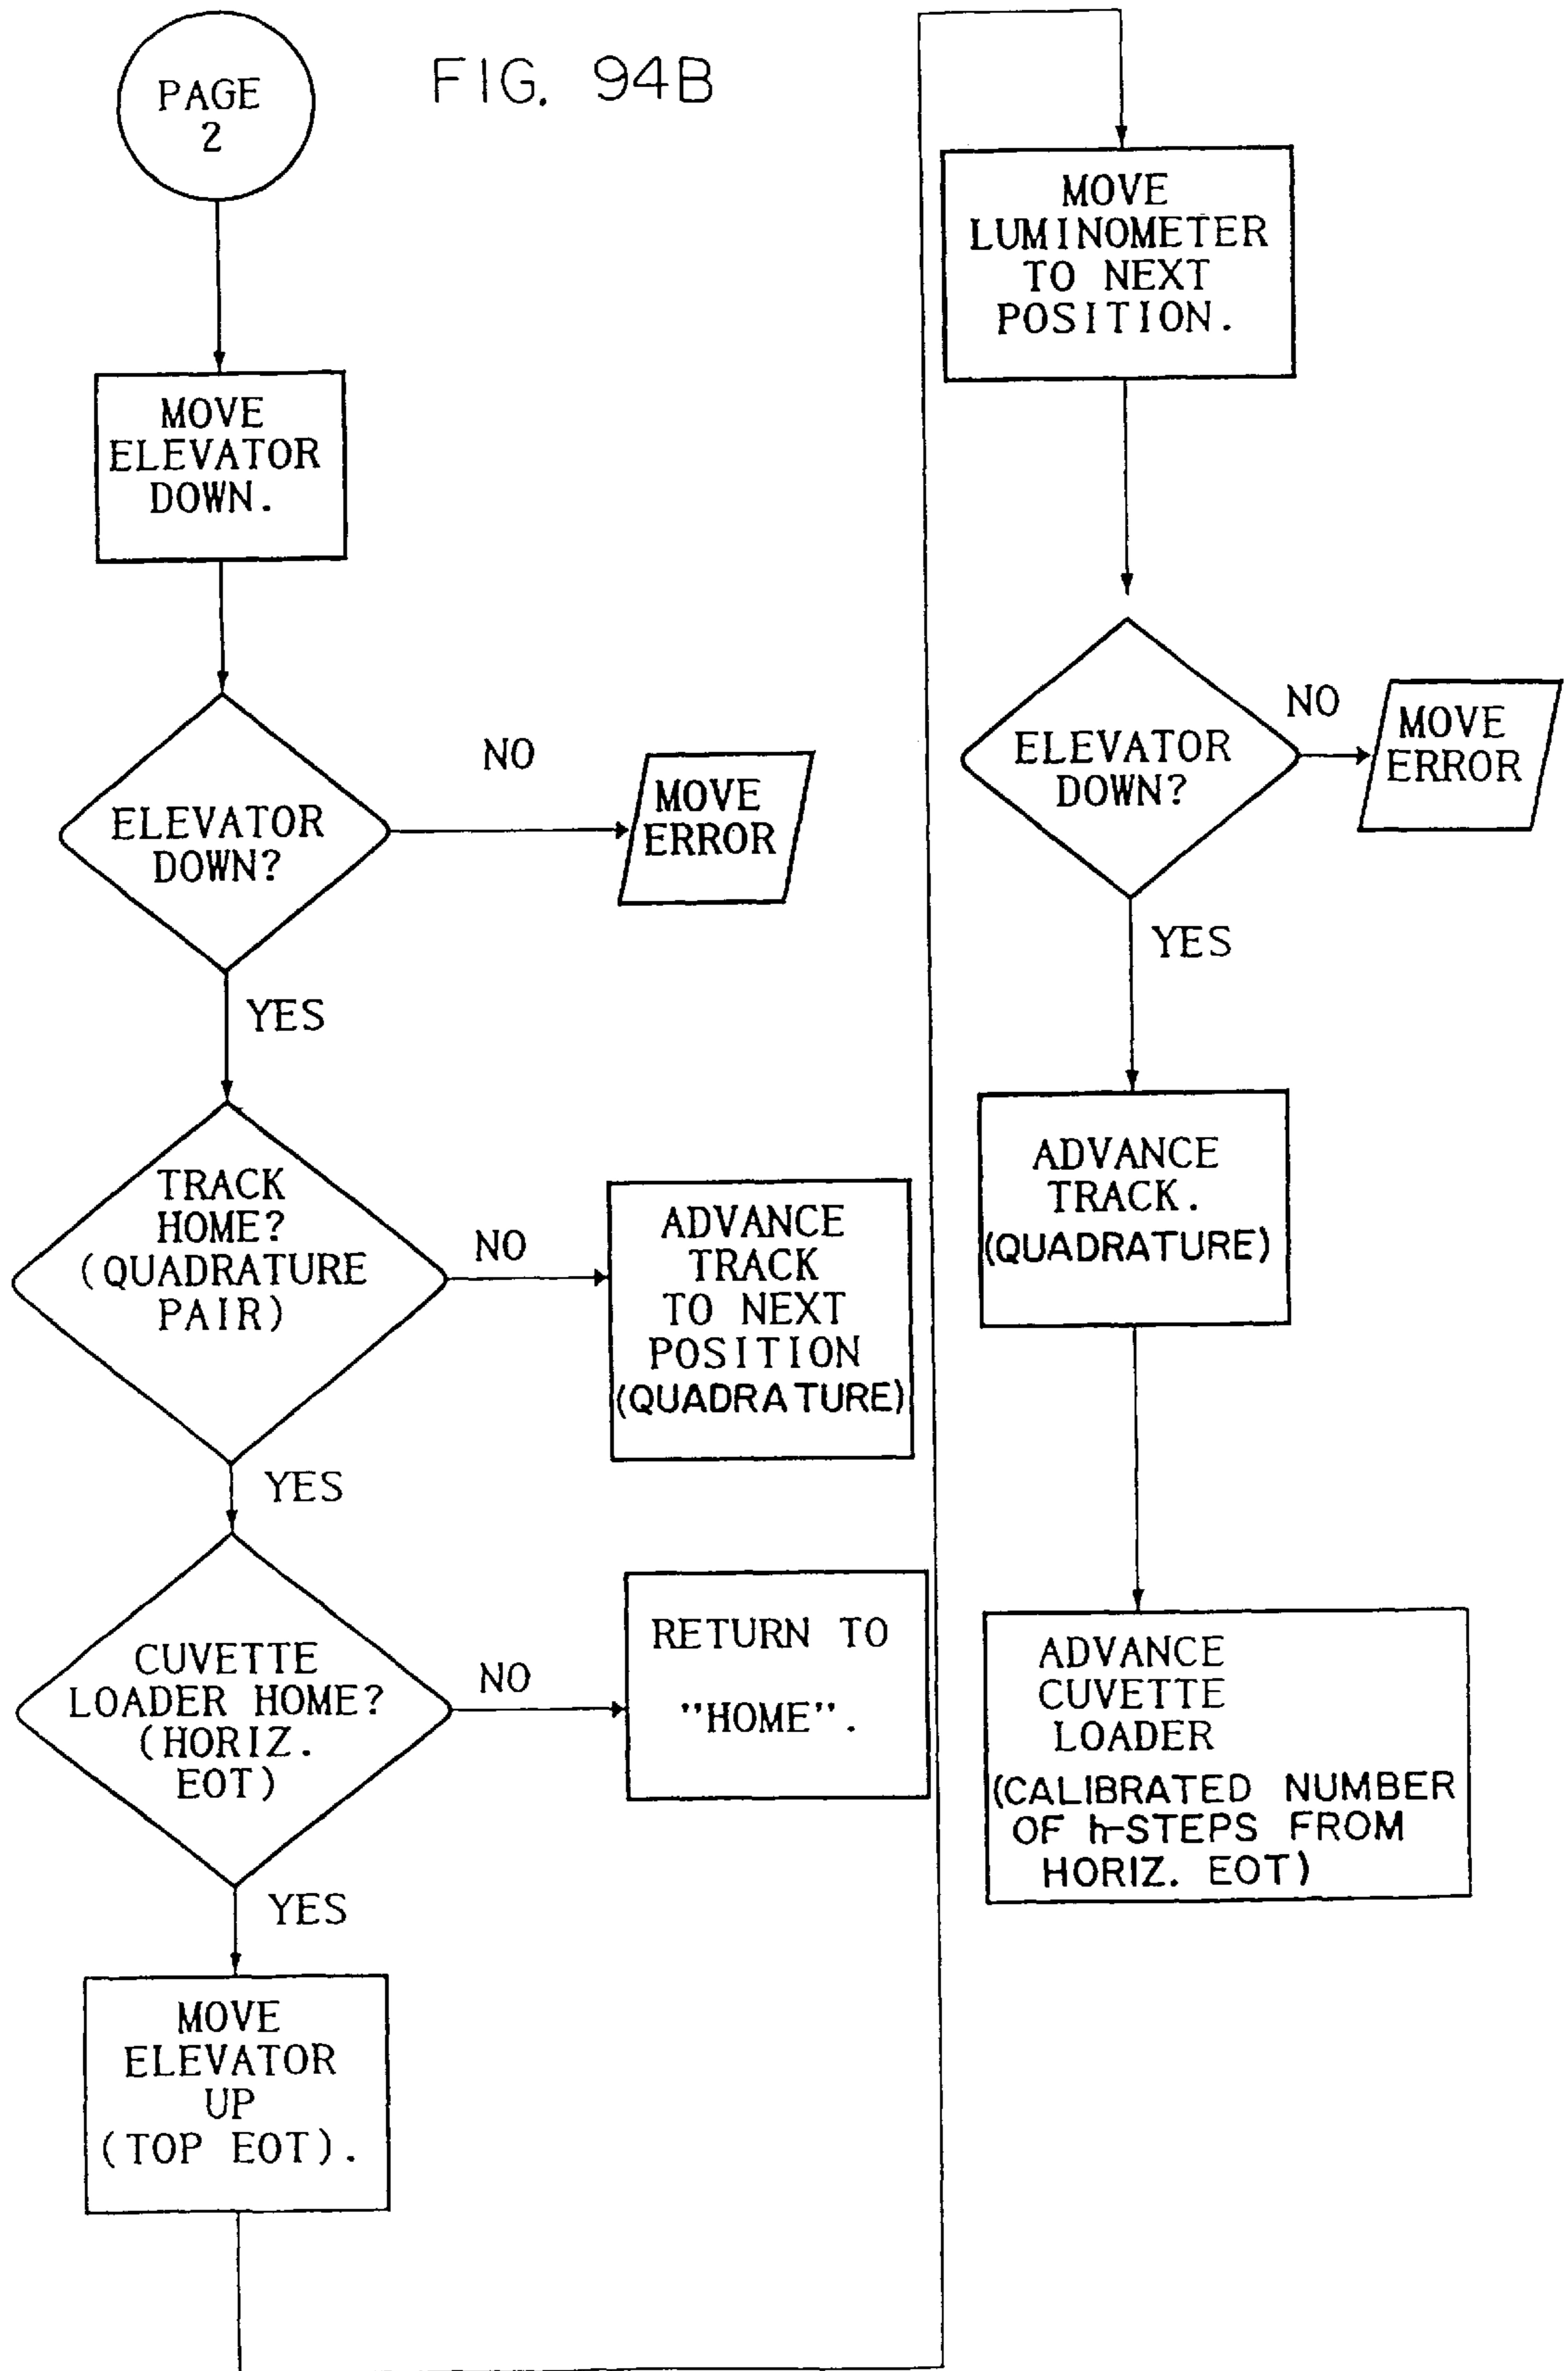 PAGE
2
FIG. 94B
MOVE
ELEVATOR
DOWN.
ELEVATOR
DOWN?
NO
MOVE
ERROR
YES
TRACK
HOME?
(QUADRATURE
PAIR)
NO
ADVANCE
TRACK
TO NEXT
POSITION
(QUADRATURE)
YES
CUVETTE
LOADER HOME?
(HORIZ.
EOT)
NO
RETURN TO
"HOME".
YES
MOVE
ELEVATOR
UP
(TOP EOT).
MOVE
LUMINOMETER
TO NEXT
POSITION.
ELEVATOR
DOWN?
NO
MOVE
ERROR
YES
ADVANCE
TRACK.
(QUADRATURE)
ADVANCE
CUVETTE
LOADER
(CALIBRATED NUMBER
OF h-STEPS FROM
HORIZ. EOT)